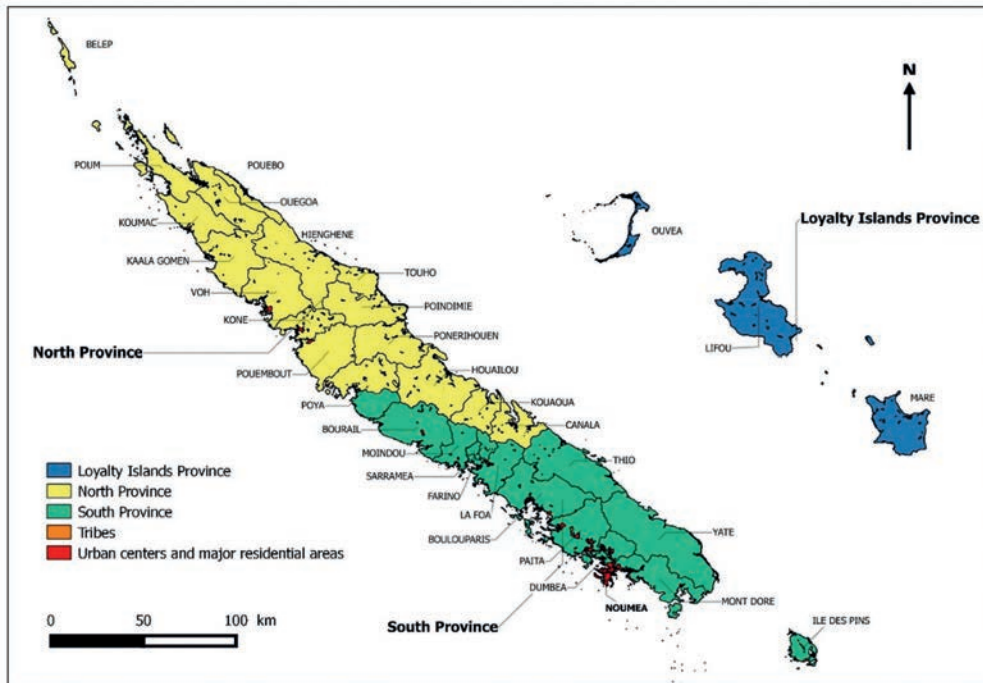 BELEP
N
POUM
POUEBO
OUEGOA
KOUMAC
HIENGHENE
OUVEA
Loyalty Islands Province
KAALA GOMEN
TOUHO
VOH
POINDIMIE
KONE
PONERIHOUEN
LIFOU
North Province
HOUAILOU
POUEMBOUT
KOUAOUA
MARE
POYA
CANALA
BOURAIL
MOINDOU
THIO
SARRAMEA
Loyalty Islands Province
North Province
South Province
Tribes
Urban centers and major residential areas
FARINO
LA FOA
YATE
BOULOUPARIS
PAITA
DUMBEA
NOUMEA
MONT DORE
South Province
ILE DES PINS
0 50 100 km